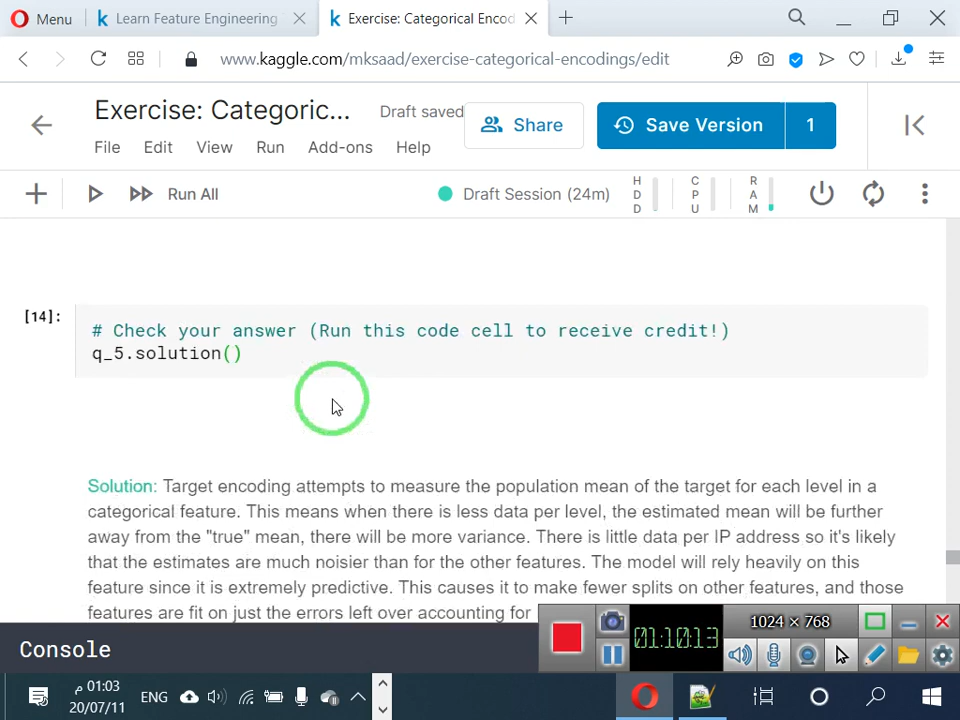 Menu
Learn Feature Engineering
Exercise: Categorical Encod
www.kaggle.com/mksaad/exercise-categorical-encodings/edit
Exercise: Categoric...
Draft saved
Share
Save Version
1
File
Edit
View
Run
Add-ons
Help
Run All
Draft Session (24m)
HDD
CPU
RAM
[14]:
# Check your answer (Run this code cell to receive credit!)
q_5.solution()
Solution: Target encoding attempts to measure the population mean of the target for each level in a
categorical feature. This means when there is less data per level, the estimated mean will be further
away from the "true" mean, there will be more variance. There is little data per IP address so it's likely
that the estimates are much noisier than for the other features. The model will rely heavily on this
feature since it is extremely predictive. This causes it to make fewer splits on other features, and those
features are fit on just the errors left over accounting for
1024 × 768
01:10:13
Console
01:03 م
20/07/11
ENG